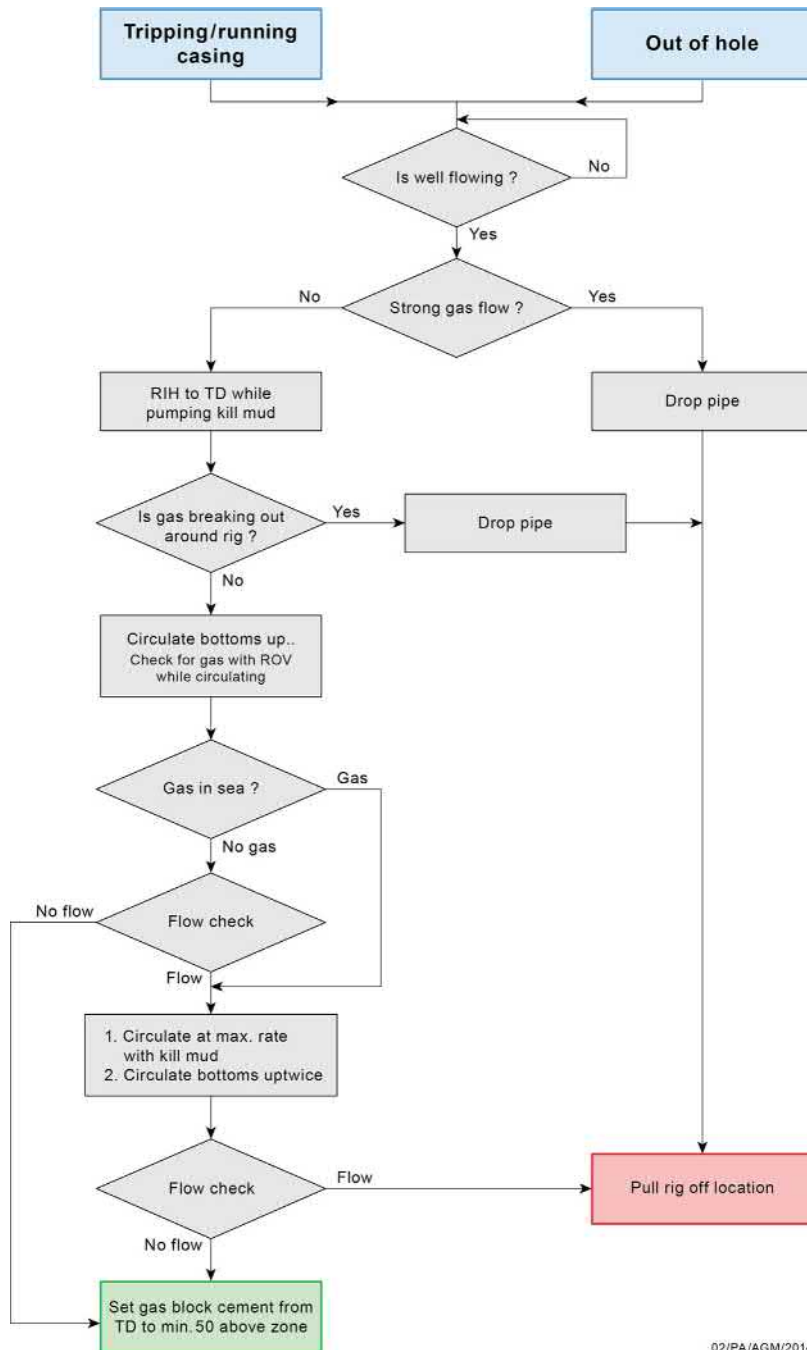 Tripping/running
casing
Out of hole
Is well flowing ?
No
Yes
Strong gas flow ?
No
Yes
RIH to TD while
pumping kill mud
Drop pipe
Is gas breaking out
around rig ?
Yes
Drop pipe
No
Circulate bottoms up..
Check for gas with ROV
while circulating
Gas in sea ?
Gas
No gas
No flow
Flow check
Flow
1. Circulate at max. rate
with kill mud
2. Circulate bottoms uptwice
Flow check
Flow
Pull rig off location
No flow
Set gas block cement from
TD to min. 50 above zone